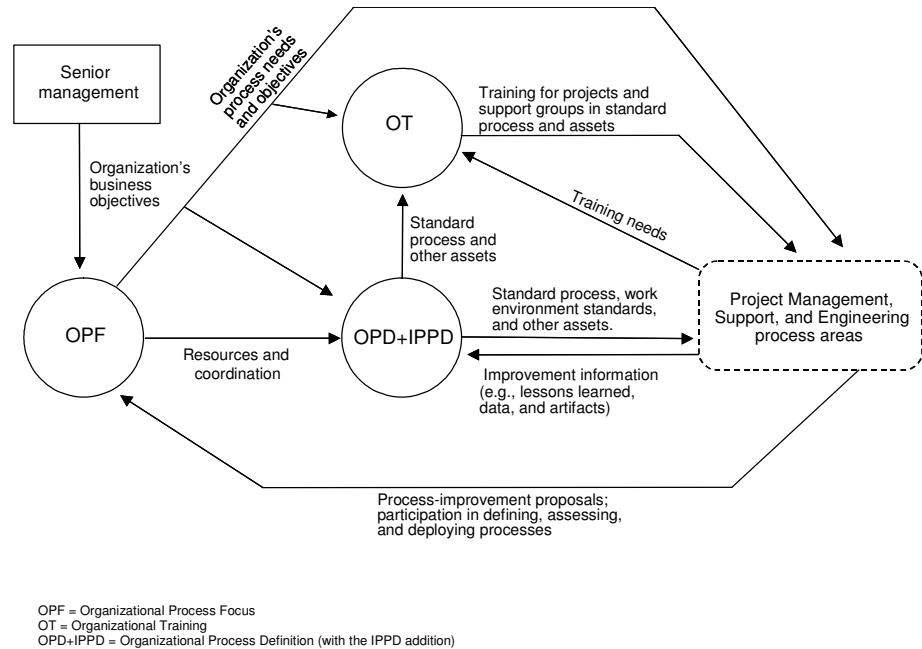 Senior
management
Organization's
process needs
and objectives
OT
Training for projects and
support groups in standard
process and assets
Organization's
business
objectives
Training needs
Standard
process and
other assets
OPF
OPD+IPPD
Standard process, work
environment standards,
and other assets.
Project Management,
Support, and Engineering
process areas
Resources and
coordination
Improvement information
(e.g., lessons learned,
data, and artifacts)
Process-improvement proposals;
participation in defining, assessing,
and deploying processes
OPF = Organizational Process Focus
OT = Organizational Training
OPD+IPPD = Organizational Process Definition (with the IPPD addition)